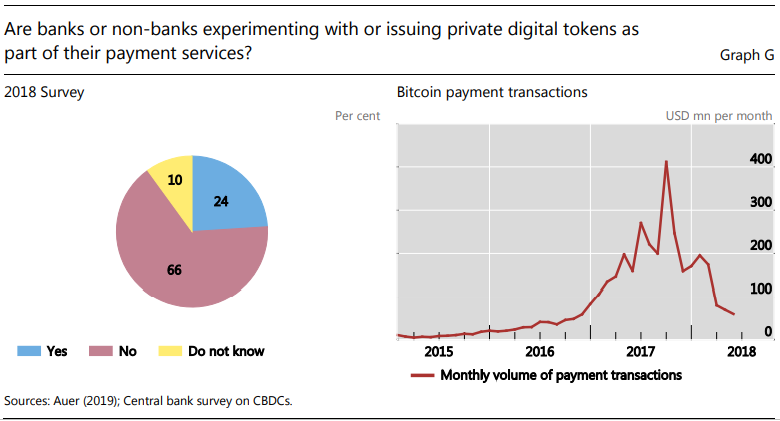 Are banks or non-banks experimenting with or issuing private digital tokens as
part of their payment services?
Graph G
2018 Survey
Per cent
10
24
66
Yes No Do not know
Bitcoin payment transactions
USD mn per month
400
300
200
100
0
2015 2016 2017 2018
Monthly volume of payment transactions
Sources: Auer (2019); Central bank survey on CBDCs.